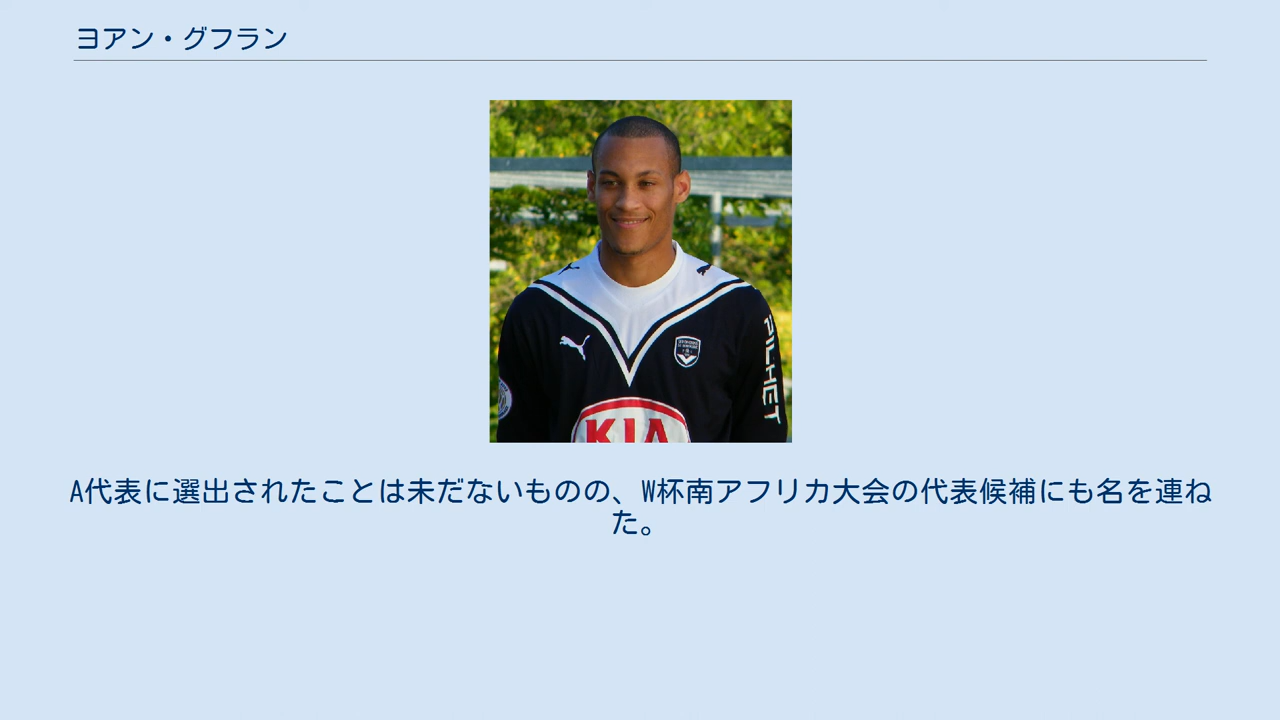 ヨアン・グフラン
PILHET
KIA
A代表に選出されたことは未だないものの、W杯南アフリカ大会の代表候補にも名を連ね
た。